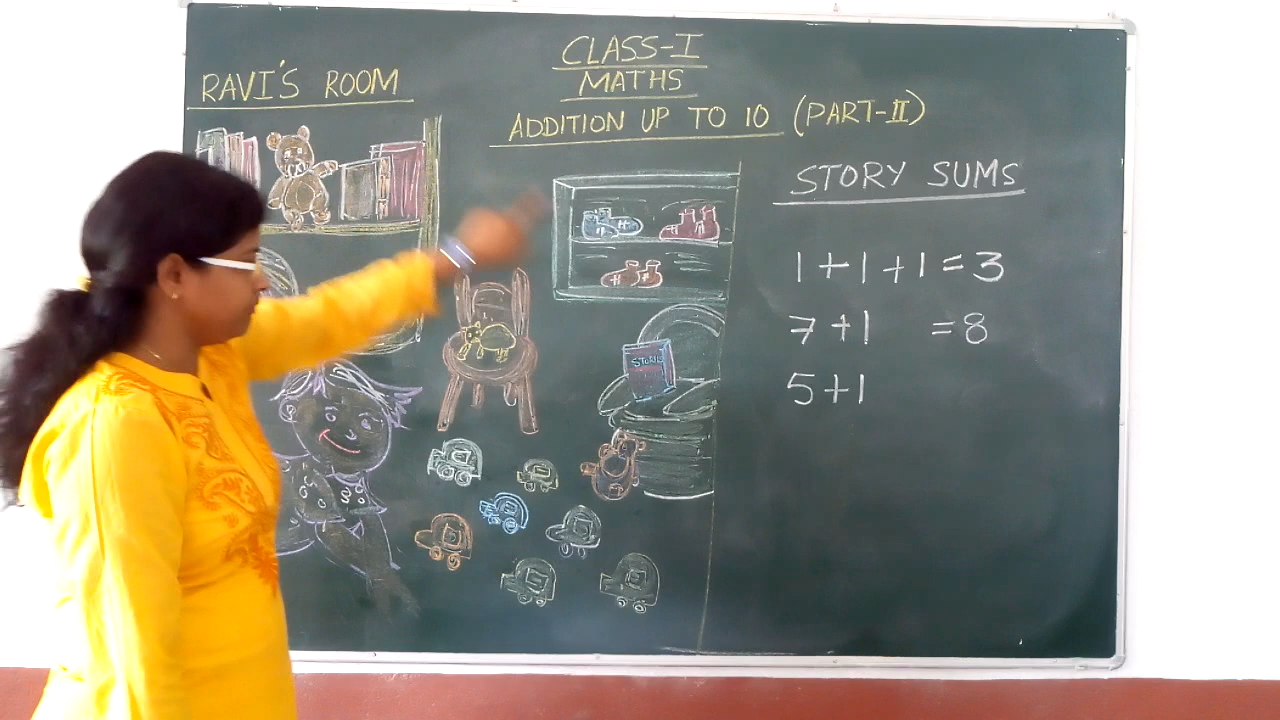 CLASS-I
MATHS
ADDITION UP TO 10 (PART-II)
RAVI'S ROOM
STORY SUMS
1+1+1=3
7+1 =8
5+1